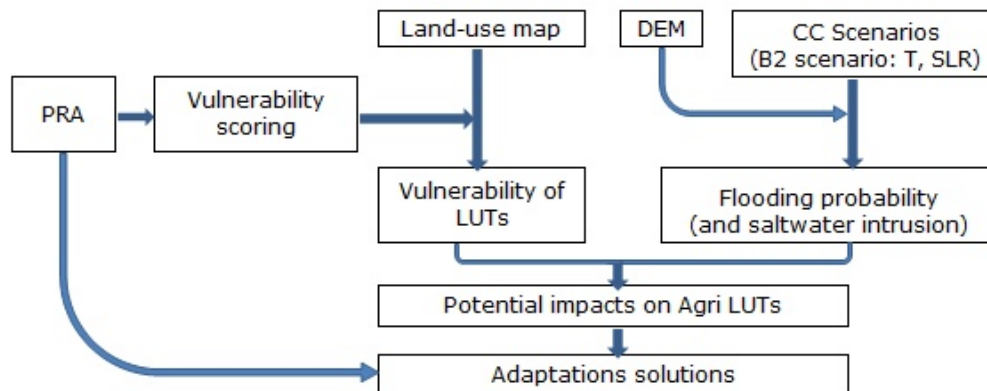 Land-use map
DEM
CC Scenarios
(B2 scenario: T, SLR)
PRA
Vulnerability
scoring
Vulnerability of
LUTs
Flooding probability
(and saltwater intrusion)
Potential impacts on Agri LUTs
Adaptations solutions